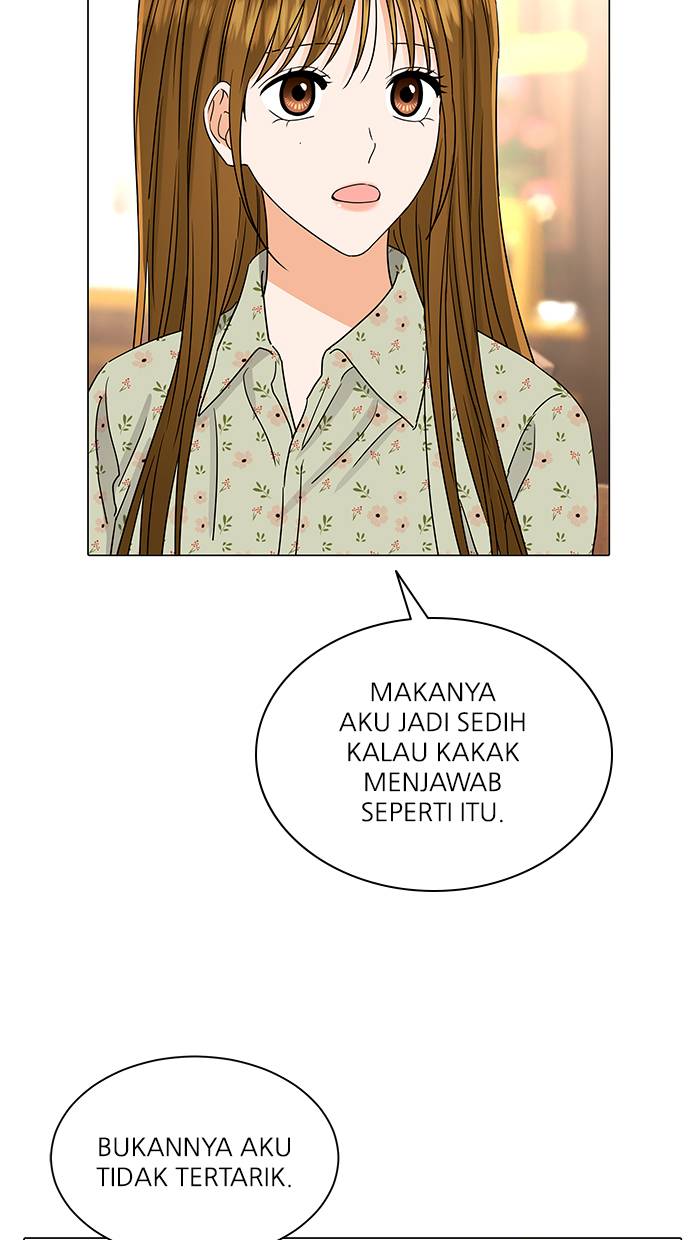 MAKANYA
AKU JADI SEDIH
KALAU KAKAK
MENJAWAB
SEPERTI ITU.
BUKANNYA AKU
TIDAK TERTARIK.